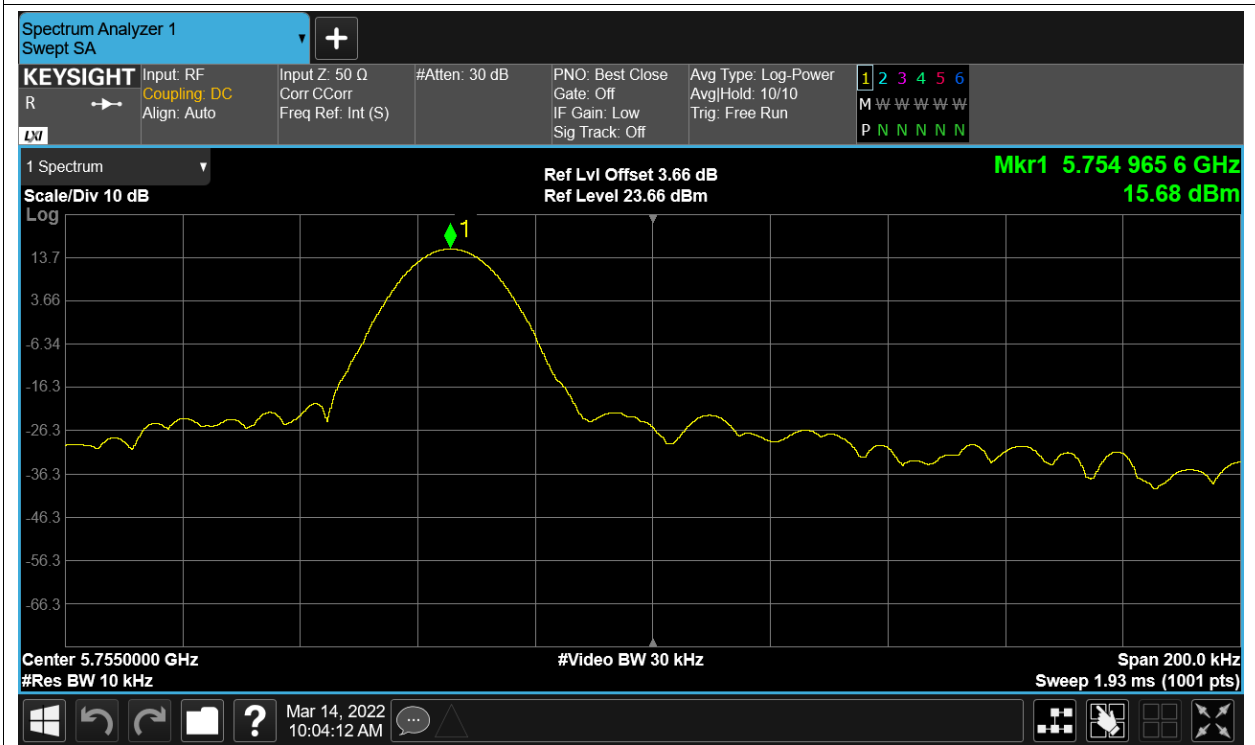 Spectrum Analyzer 1
Swept SA
KEYSIGHT
R
LXI
Input: RF
Coupling: DC
Align: Auto
Input Z: 50 Ω
Corr CCorr
Freq Ref: Int (S)
#Atten: 30 dB
PNO: Best Close
Gate: Off
IF Gain: Low
Sig Track: Off
Avg Type: Log-Power
Avg|Hold: 10/10
Trig: Free Run
1 2 3 4 5 6
M W W W W W W
P N N N N N N
1 Spectrum
Scale/Div 10 dB
Log
Ref Lvl Offset 3.66 dB
Ref Level 23.66 dBm
Mkr1 5.754 965 6 GHz
15.68 dBm
1
13.7
3.66
-6.34
-16.3
-26.3
-36.3
-46.3
-56.3
-66.3
Center 5.7550000 GHz
#Video BW 30 kHz
Span 200.0 kHz
#Res BW 10 kHz
Sweep 1.93 ms (1001 pts)
?
Mar 14, 2022
10:04:12 AM